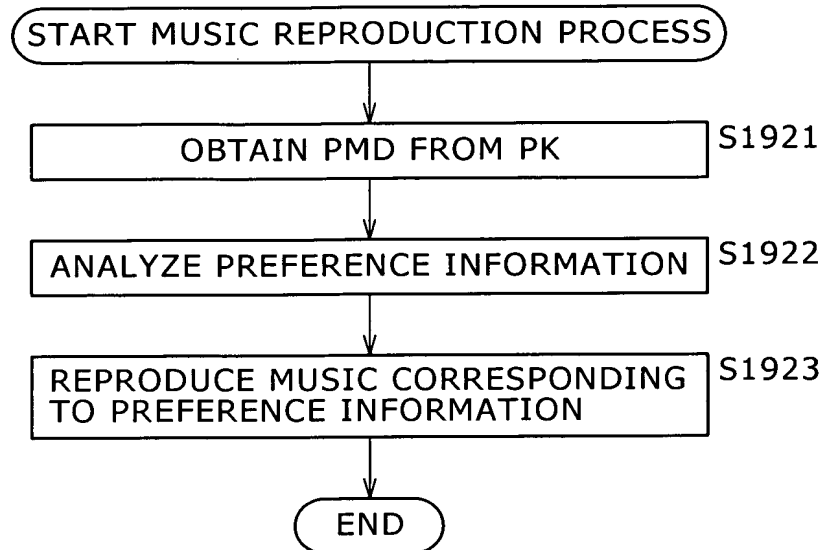 START MUSIC REPRODUCTION PROCESS
OBTAIN PMD FROM PK
S1921
ANALYZE PREFERENCE INFORMATION
S1922
REPRODUCE MUSIC CORRESPONDING
TO PREFERENCE INFORMATION
S1923
END